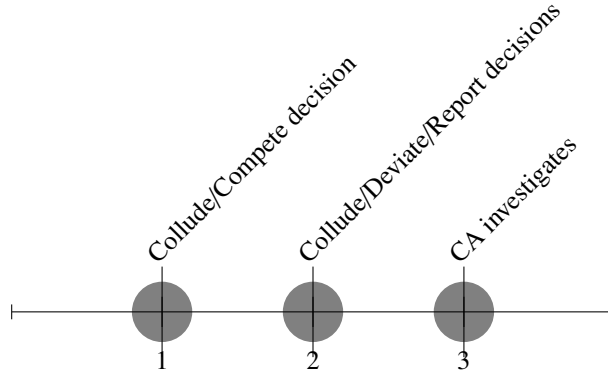 Collude/Compete decision
Collude/Deviate/Report decisions
CA investigates
1
2
3